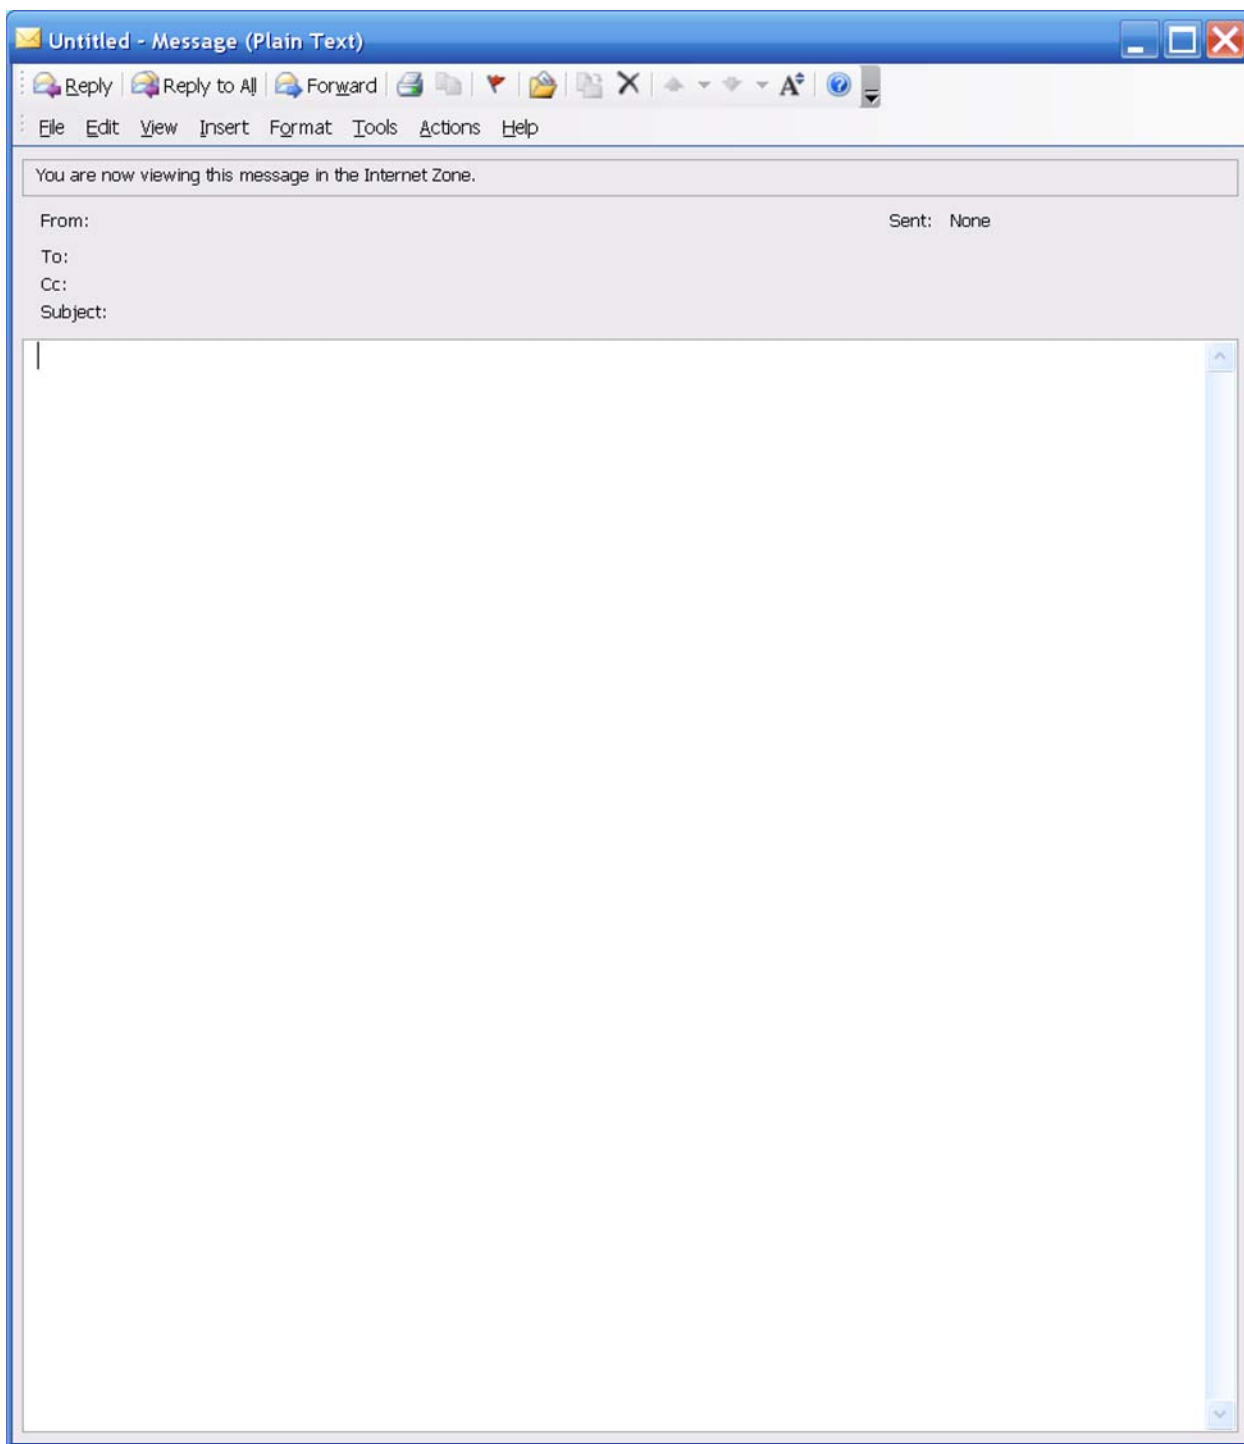 Untitled - Message (Plain Text)
Reply Reply to All Forward A
File Edit View Insert Format Tools Actions Help
You are now viewing this message in the Internet Zone.
From: Sent: None
To:
Cc:
Subject: